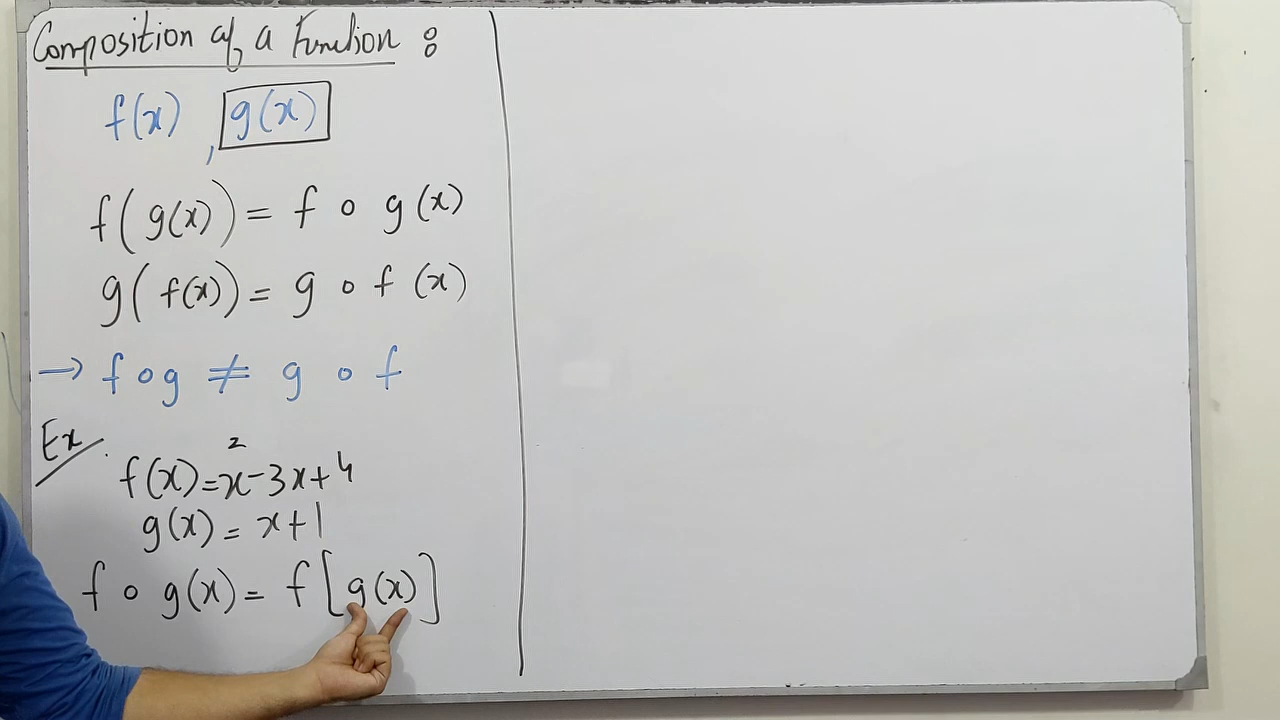 Composition of a Function :
f(x) , g(x)
f(g(x)) = f o g(x)
g(f(x)) = g o f (x)
→ f o g ≠ g o f
Ex
f(x) = x² - 3x + 4
g(x) = x + 1
f o g(x) = f[g(x)]